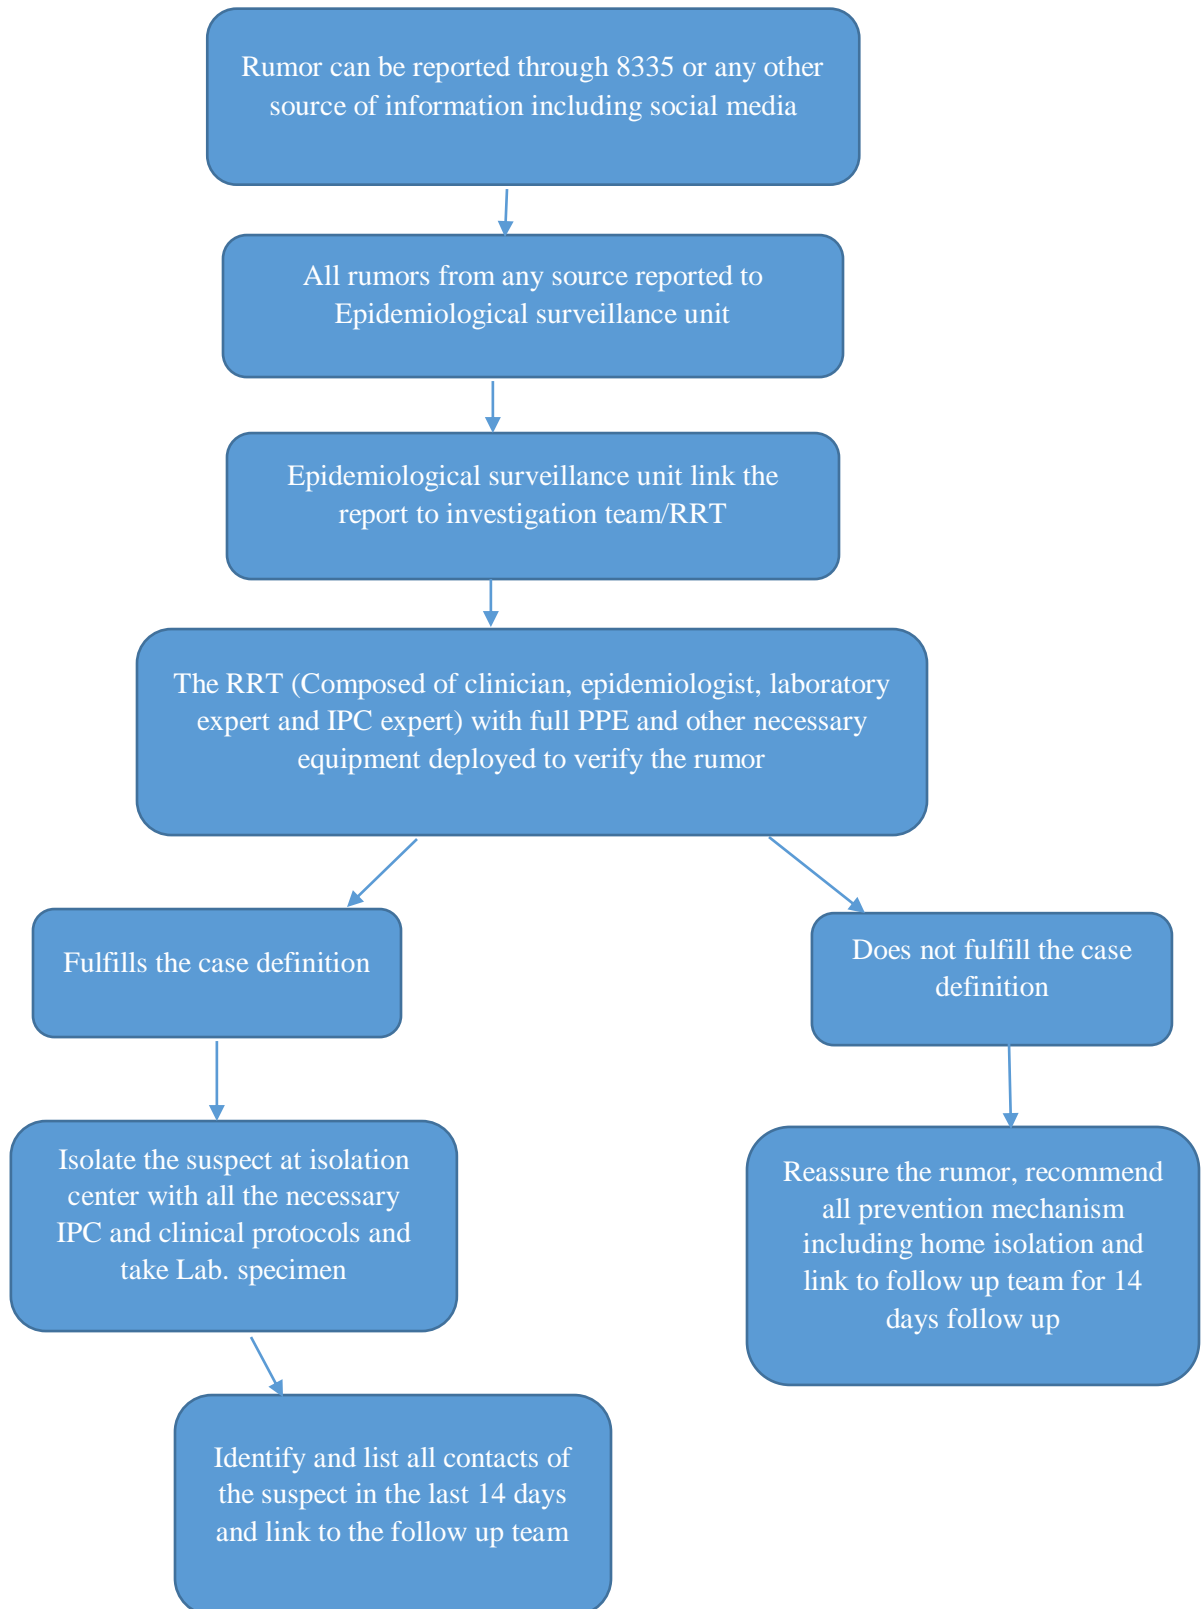 Rumor can be reported through 8335 or any other
source of information including social media
All rumors from any source reported to
Epidemiological surveillance unit
Epidemiological surveillance unit link the
report to investigation team/RRT
The RRT (Composed of clinician, epidemiologist, laboratory
expert and IPC expert) with full PPE and other necessary
equipment deployed to verify the rumor
Fulfills the case definition
Does not fulfill the case
definition
Isolate the suspect at isolation
center with all the necessary
IPC and clinical protocols and
take Lab. specimen
Reassure the rumor, recommend
all prevention mechanism
including home isolation and
link to follow up team for 14
days follow up
Identify and list all contacts of
the suspect in the last 14 days
and link to the follow up team